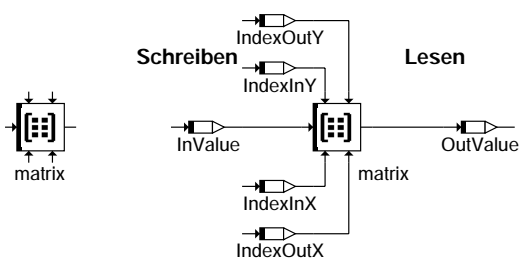 IndexOutY
Schreiben
Lesen
IndexInY
InValue
OutValue
matrix
matrix
IndexInX
IndexOutX